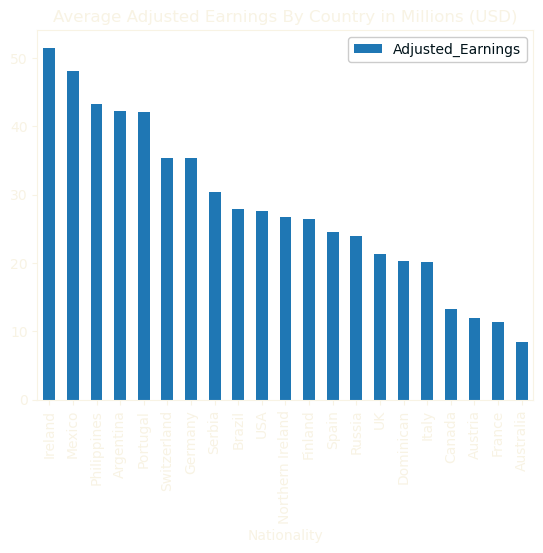 Average Adjusted Earnings By Country in Millions (USD)
Adjusted_Earnings
50
40
30
20
10
0
Ireland
Mexico
Philippines
Argentina
Portugal
Switzerland
Germany
Serbia
Brazil
USA
Northern Ireland
Finland
Spain
Russia
UK
Dominican
Italy
Canada
Austria
France
Australia
Nationality